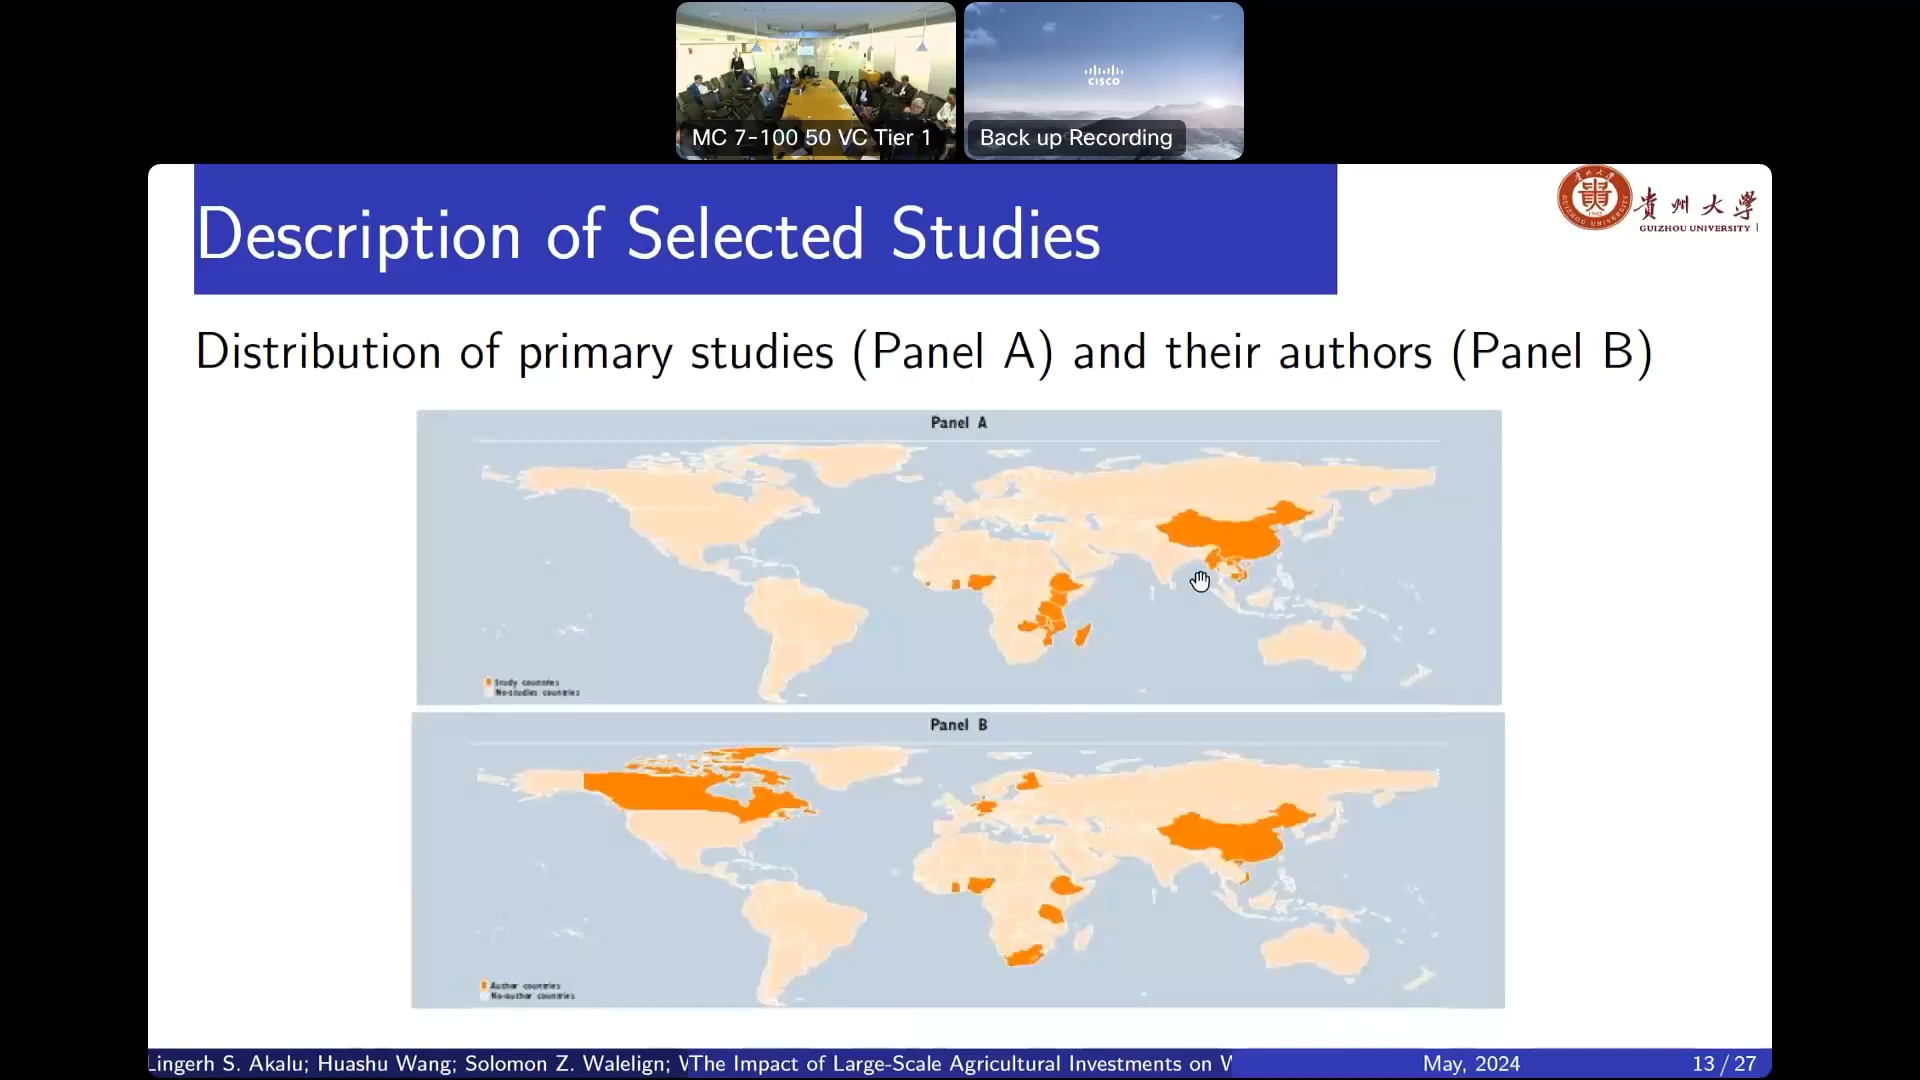 CISCO
MC 7-100 50 VC Tier 1
Back up Recording
Description of Selected Studies
貴州大学
GUIZHOU UNIVERSITY
Distribution of primary studies (Panel A) and their authors (Panel B)
Panel A
Study countries
No-studies countries
Panel B
Author countries
No-author countries
Lingerh S. Akalu; Huashu Wang; Solomon Z. Walelign; V
The Impact of Large-Scale Agricultural Investments on W
May, 2024
13 / 27